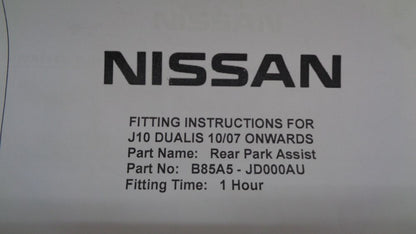 NISSAN
FITTING INSTRUCTIONS FOR
J10 DUALIS 10/07 ONWARDS
Part Name: Rear Park Assist
Part No: B85A5 - JD000AU
Fitting Time: 1 Hour